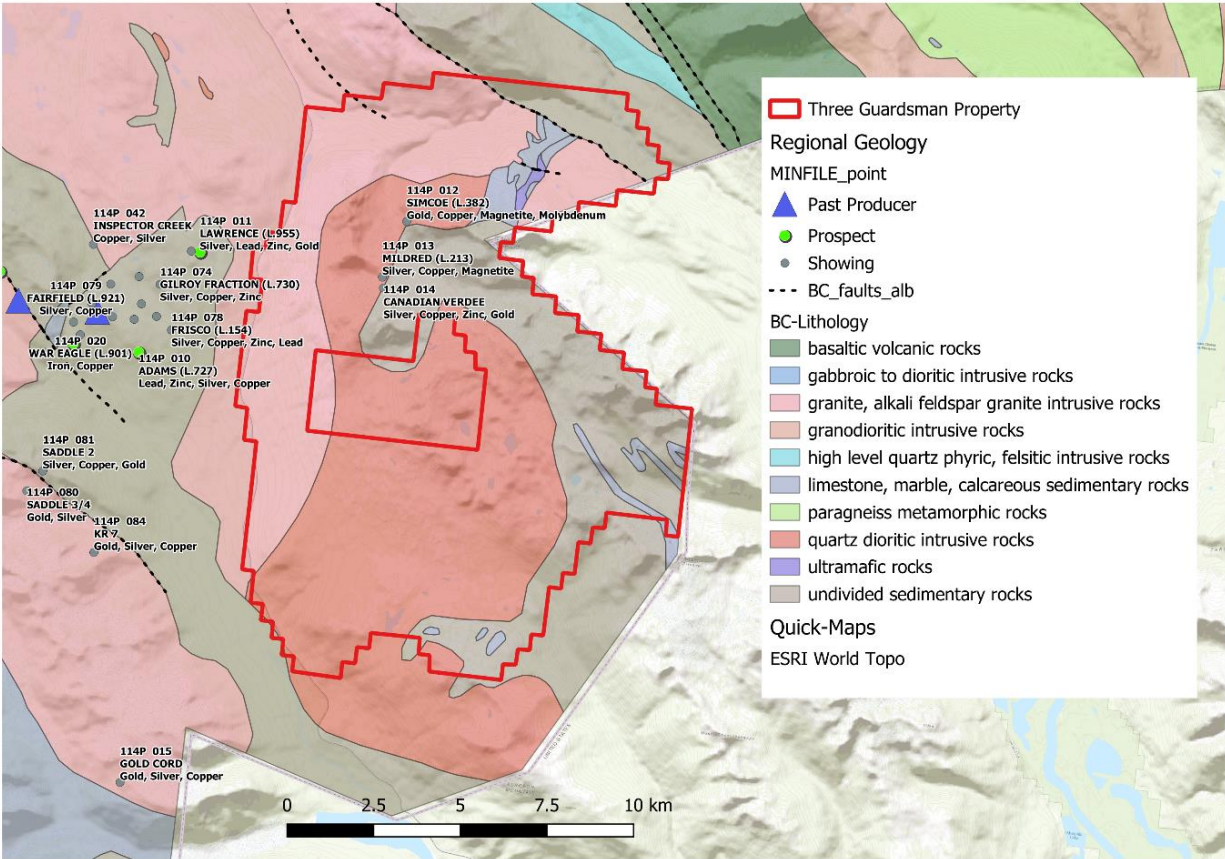 114P 012
SIMCOE (L.382)
Gold, Copper, Magnetite, Molybdenum
114P 042
INSPECTOR CREEK
Copper, Silver
114P 011
LAWRENCE (L.955)
Silver, Lead, Zinc, Gold
114P 013
MILDRED (L.213)
Silver, Copper, Magnetite
114P 074
GILROY FRACTION (L.730)
Silver, Copper, Zinc
114P 079
FAIRFIELD (L.921)
Silver, Copper
114P 014
CANADIAN VERDEE
Silver, Copper, Zinc, Gold
114P 078
FRISCO (L.154)
Silver, Copper, Zinc, Lead
114P 020
WAR EAGLE (L.901)
Iron, Copper
114P 010
ADAMS (L.727)
Lead, Zinc, Silver, Copper
114P 081
SADDLE 2
Silver, Copper, Gold
114P 080
SADDLE 3/4
Gold, Silver
114P 084
KR 7
Gold, Silver, Copper
114P 015
GOLD CORD
Gold, Silver, Copper
0 2.5 5 7.5 10 km
Three Guardsman Property
Regional Geology
MINFILE_point
Past Producer
Prospect
Showing
BC_faults_alb
BC-Lithology
basaltic volcanic rocks
gabbroic to dioritic intrusive rocks
granite, alkali feldspar granite intrusive rocks
granodioritic intrusive rocks
high level quartz phyric, felsitic intrusive rocks
limestone, marble, calcareous sedimentary rocks
paragneiss metamorphic rocks
quartz dioritic intrusive rocks
ultramafic rocks
undivided sedimentary rocks
Quick-Maps
ESRI World Topo